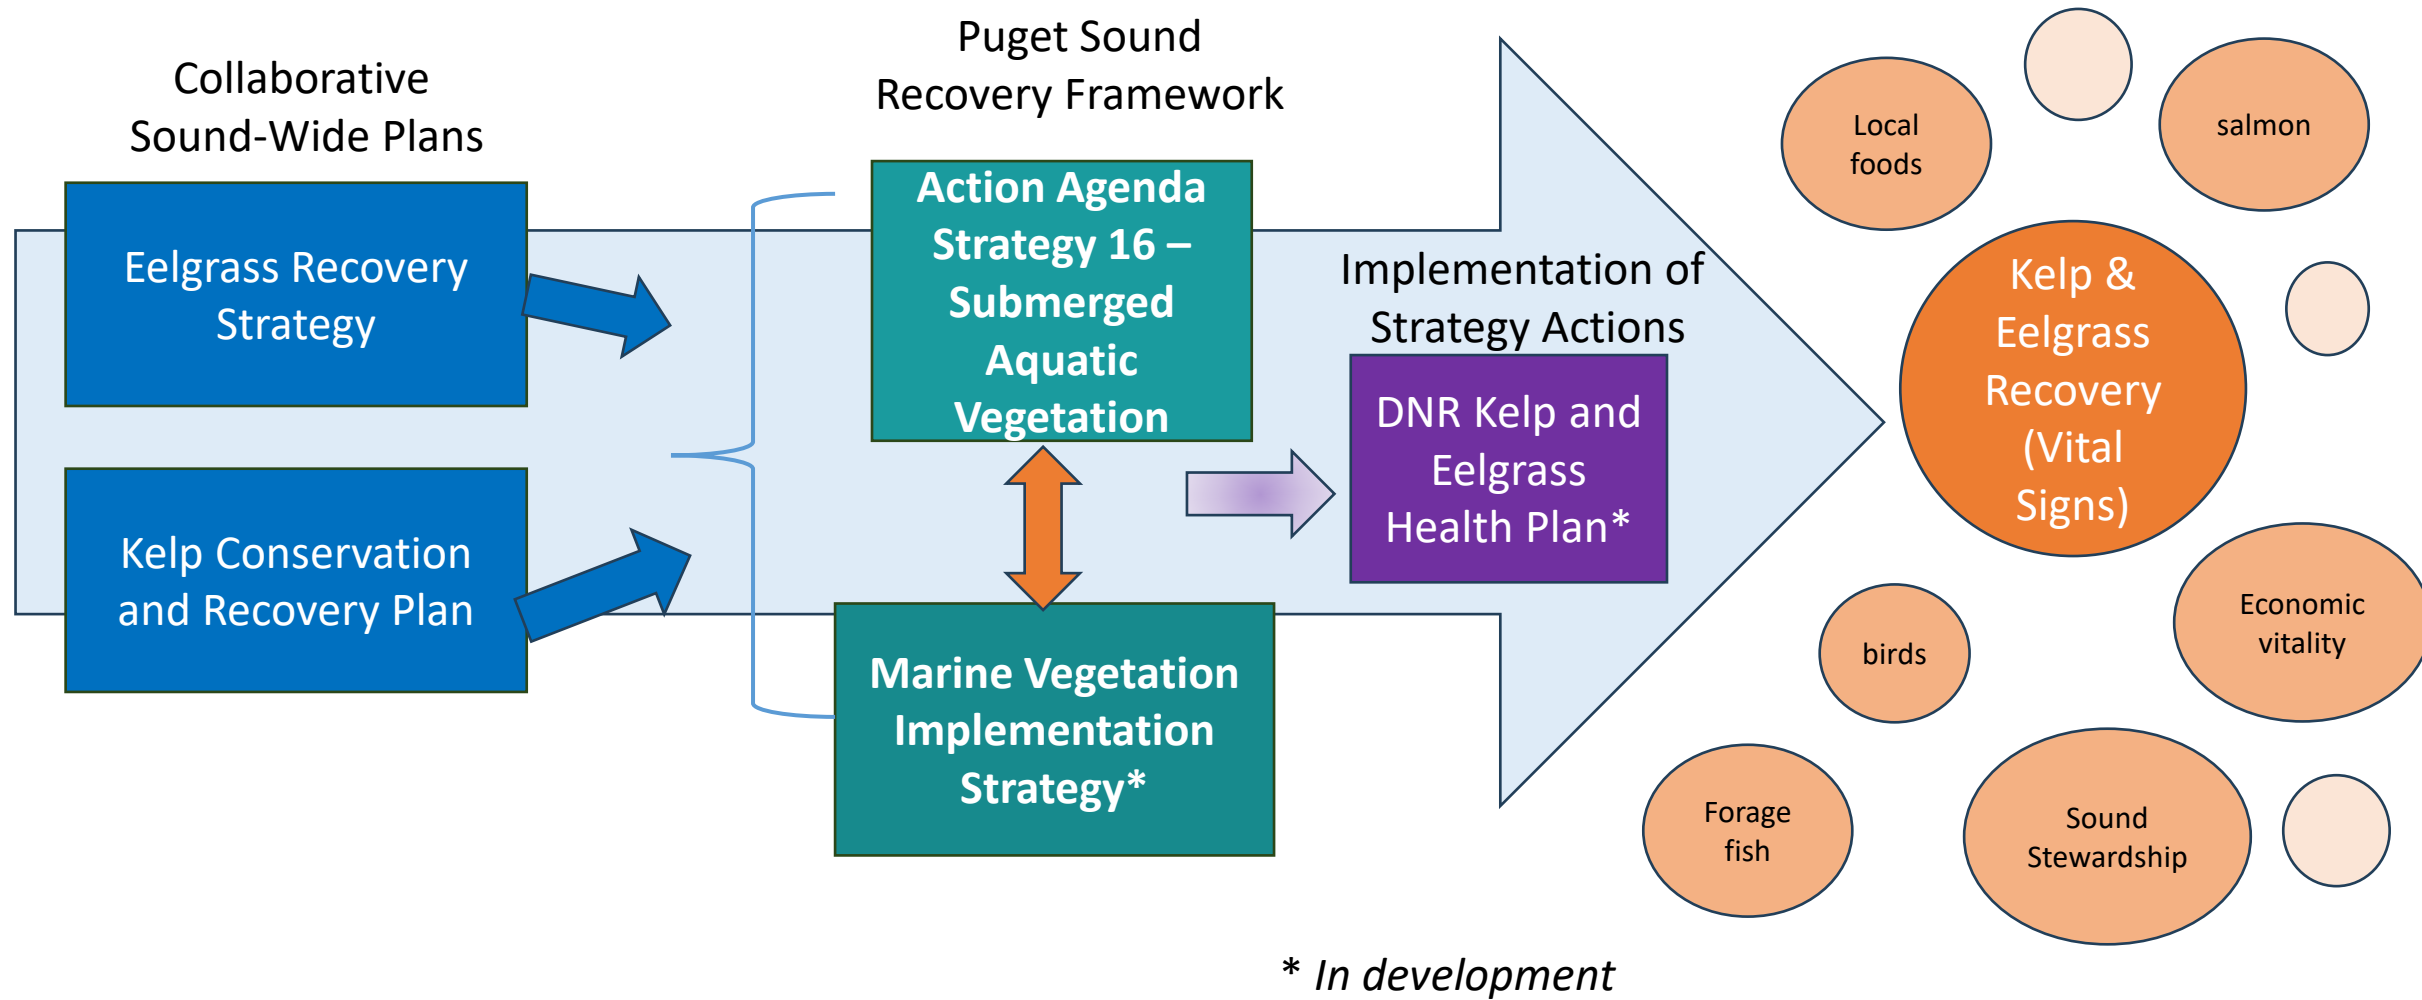 Collaborative
Sound-Wide Plans
Eelgrass Recovery
Strategy
Kelp Conservation
and Recovery Plan
Puget Sound
Recovery Framework
Action Agenda
Strategy 16 –
Submerged
Aquatic
Vegetation
Marine Vegetation
Implementation
Strategy*
Implementation of
Strategy Actions
DNR Kelp and
Eelgrass
Health Plan*
Local
foods
salmon
Kelp &
Eelgrass
Recovery
(Vital
Signs)
Economic
vitality
birds
Forage
fish
Sound
Stewardship
* In development